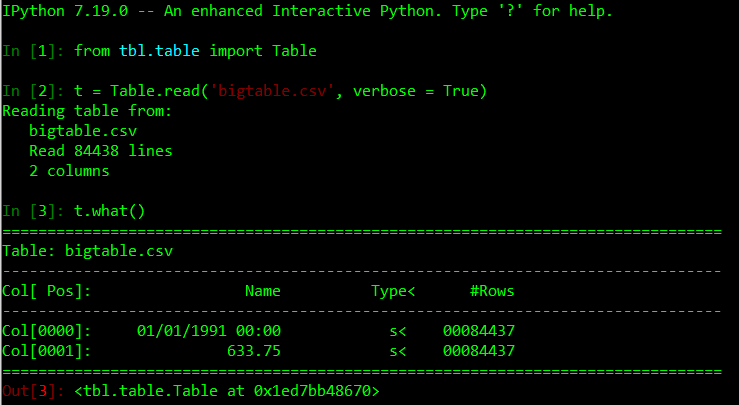 IPython 7.19.0 -- An enhanced Interactive Python. Type '?' for help.
In [1]: from tbl.table import Table
In [2]: t = Table.read('bigtable.csv', verbose = True)
Reading table from:
   bigtable.csv
   Read 84438 lines
   2 columns
In [3]: t.what()
================================================================================
Table: bigtable.csv
--------------------------------------------------------------------------------
Col[ Pos]:                 Name          Type<      #Rows
--------------------------------------------------------------------------------
Col[0000]:     01/01/1991 00:00            s<    00084437
Col[0001]:               633.75            s<    00084437
================================================================================
Out[3]: <tbl.table.Table at 0x1ed7bb48670>